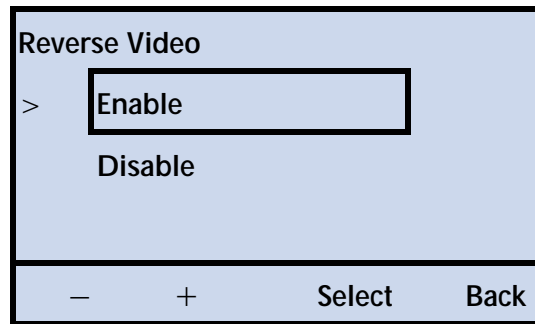 Reverse Video
> Enable
Disable
− + Select Back